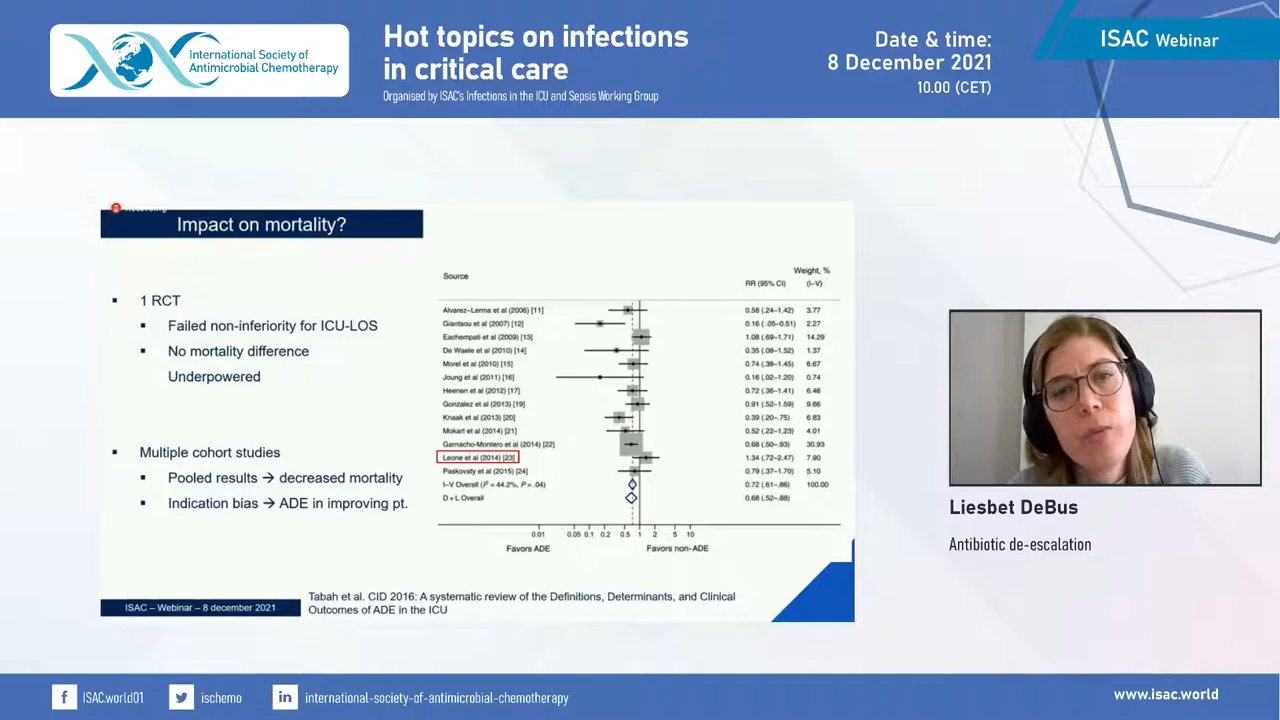 International Society of
Antimicrobial Chemotherapy
Hot topics on infections
in critical care
Organised by ISAC's Infections in the ICU and Sepsis Working Group
Date & time:
8 December 2021
10.00 (CET)
ISAC Webinar
Impact on mortality?
▪ 1 RCT
▪ Failed non-inferiority for ICU-LOS
▪ No mortality difference
Underpowered
▪ Multiple cohort studies
▪ Pooled results → decreased mortality
▪ Indication bias → ADE in improving pt.
Source RR (95% CI) Weight, % (I–V)
Alvarez–Lerma et al (2006) [11] 0.58 (.24–1.42) 3.77
Giantsou et al (2007) [12] 0.16 (.05–0.51) 2.27
Eachempati et al (2009) [13] 1.08 (.69–1.71) 14.29
De Waele et al (2010) [14] 0.35 (.08–1.52) 1.37
Morel et al (2010) [15] 0.74 (.38–1.45) 6.67
Joung et al (2011) [16] 0.16 (.02–1.20) 0.74
Heenen et al (2012) [17] 0.72 (.36–1.41) 6.46
Gonzalez et al (2013) [19] 0.91 (.52–1.59) 9.66
Knaak et al (2013) [20] 0.39 (.20–.75) 6.83
Mokart et al (2014) [21] 0.52 (.22–1.23) 4.01
Garnacho-Montero et al (2014) [22] 0.68 (.50–.93) 30.93
Leone et al (2014) [23] 1.34 (.72–2.47) 7.90
Paskovaty et al (2015) [24] 0.79 (.37–1.70) 5.10
I–V Overall (I² = 44.2%, P = .04) 0.72 (.61–.86) 100.00
D + L Overall 0.68 (.52–.88)
0.01 0.05 0.1 0.2 0.5 1 2 5 10
Favors ADE Favors non-ADE
ISAC – Webinar – 8 december 2021
Tabah et al. CID 2016: A systematic review of the Definitions, Determinants, and Clinical
Outcomes of ADE in the ICU
Liesbet DeBus
Antibiotic de-escalation
f ISAC.world01
ischemo
in international-society-of-antimicrobial-chemotherapy
www.isac.world